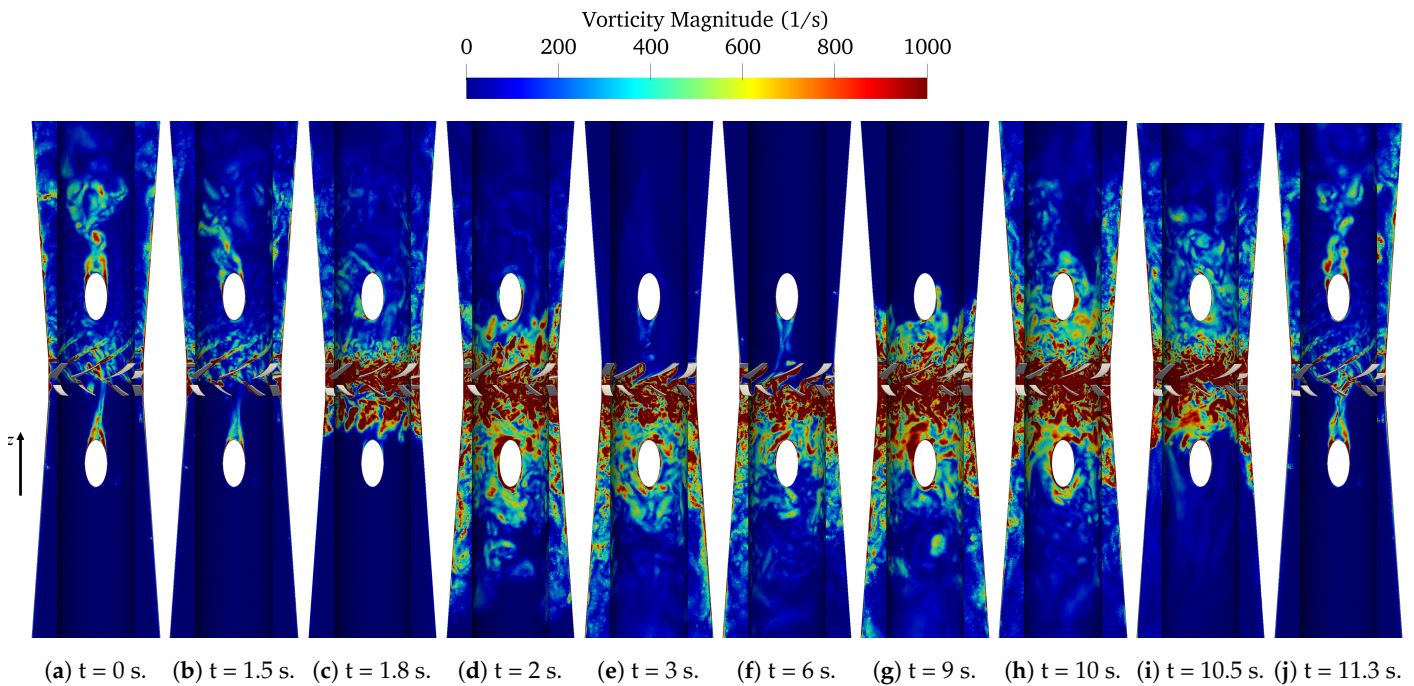 Vorticity Magnitude (1/s)
0 200 400 600 800 1000
z
(a) t = 0 s. (b) t = 1.5 s. (c) t = 1.8 s. (d) t = 2 s. (e) t = 3 s. (f) t = 6 s. (g) t = 9 s. (h) t = 10 s. (i) t = 10.5 s. (j) t = 11.3 s.